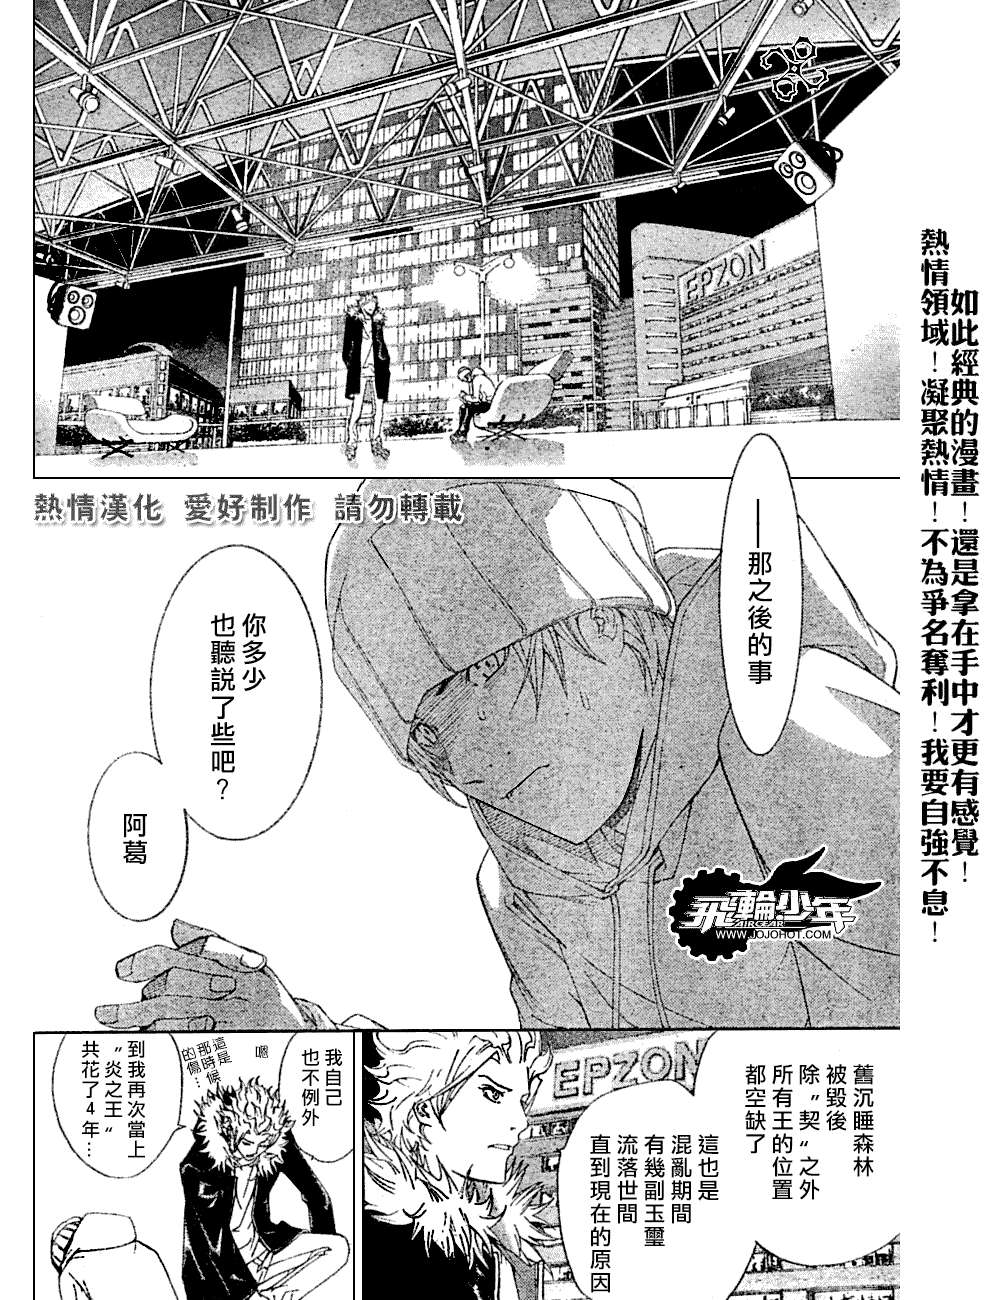 EPZON
熱情漢化 愛好制作 請勿轉載
——那之後的事
你多少
也聽説了些吧？
阿葛
飛輪少年
AIRGEAR
WWW.JOJOHOT.COM
舊沉睡森林
被毀後
除〝契〞之外
所有王的位置
都空缺了
這也是
混亂期間
有幾副玉璽
流落世間
直到現在的原因
EPZON
我自己
也不例外
嗯
這是
那時候
的傷…
到我再次當上
〝炎之王〞
共花了4年…
如此經典的漫畫！還是拿在手中才更有感覺！
熱情領域！凝聚熱情！不為爭名奪利！我要自強不息！